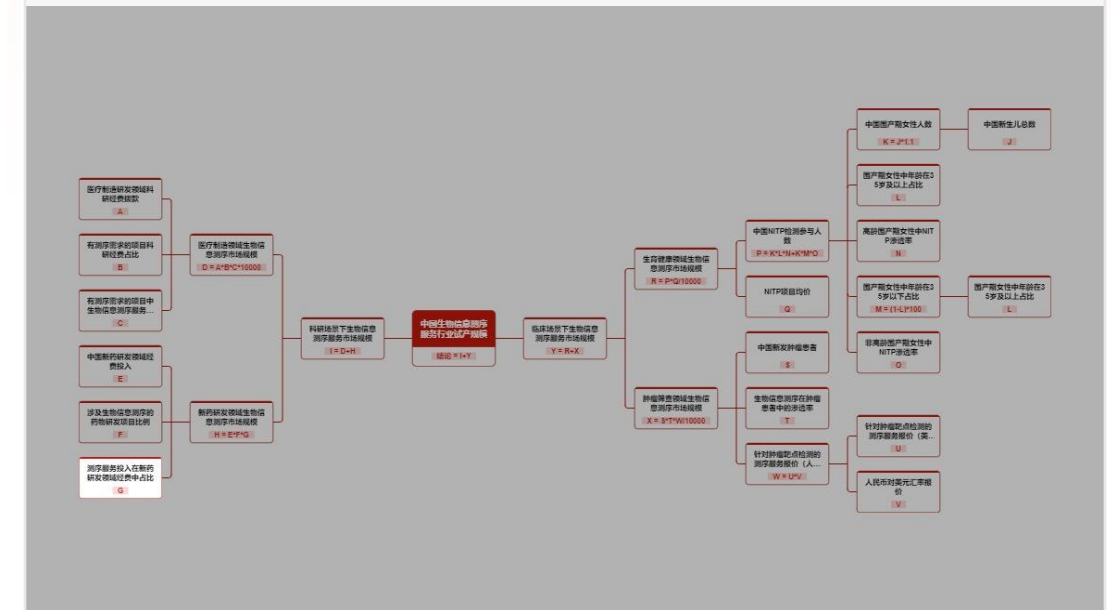 医疗制造研发领域科
研经费拨款
A
有测序需求的项目科
研经费占比
B
有测序需求的项目中
生物信息测序服务...
C
医疗制造领域生物信
息测序市场规模
D = A*B*C*10000
中国新药研发领域经
费投入
E
涉及生物信息测序的
药物研发项目比例
F
测序服务投入在新药
研发领域经费中占比
G
新药研发领域生物信
息测序市场规模
H = E*F*G
科研场景下生物信息
测序服务市场规模
I = D+H
中国生物信息测序
服务行业试产规模
结论 = I+Y
临床场景下生物信息
测序服务市场规模
Y = R+X
生育健康领域生物信
息测序市场规模
R = P*Q/10000
中国NITP检测参与人
数
P = K*L*N+K*M*O
中国围产期女性人数
K = J*1.1
中国新生儿总数
J
围产期女性中年龄在3
5岁及以上占比
L
高龄围产期女性中NIT
P渗透率
N
围产期女性中年龄在3
5岁以下占比
M = (1-L)*100
围产期女性中年龄在3
5岁及以上占比
L
非高龄围产期女性中
NITP渗透率
O
NITP项目均价
Q
肿瘤筛查领域生物信
息测序市场规模
X = S*T*W/10000
中国新发肿瘤患者
S
生物信息测序在肿瘤
患者中的渗透率
T
针对肿瘤靶点检测的
测序服务报价（人...
W = U*V
针对肿瘤靶点检测的
测序服务报价（美...
U
人民币对美元汇率报
价
V